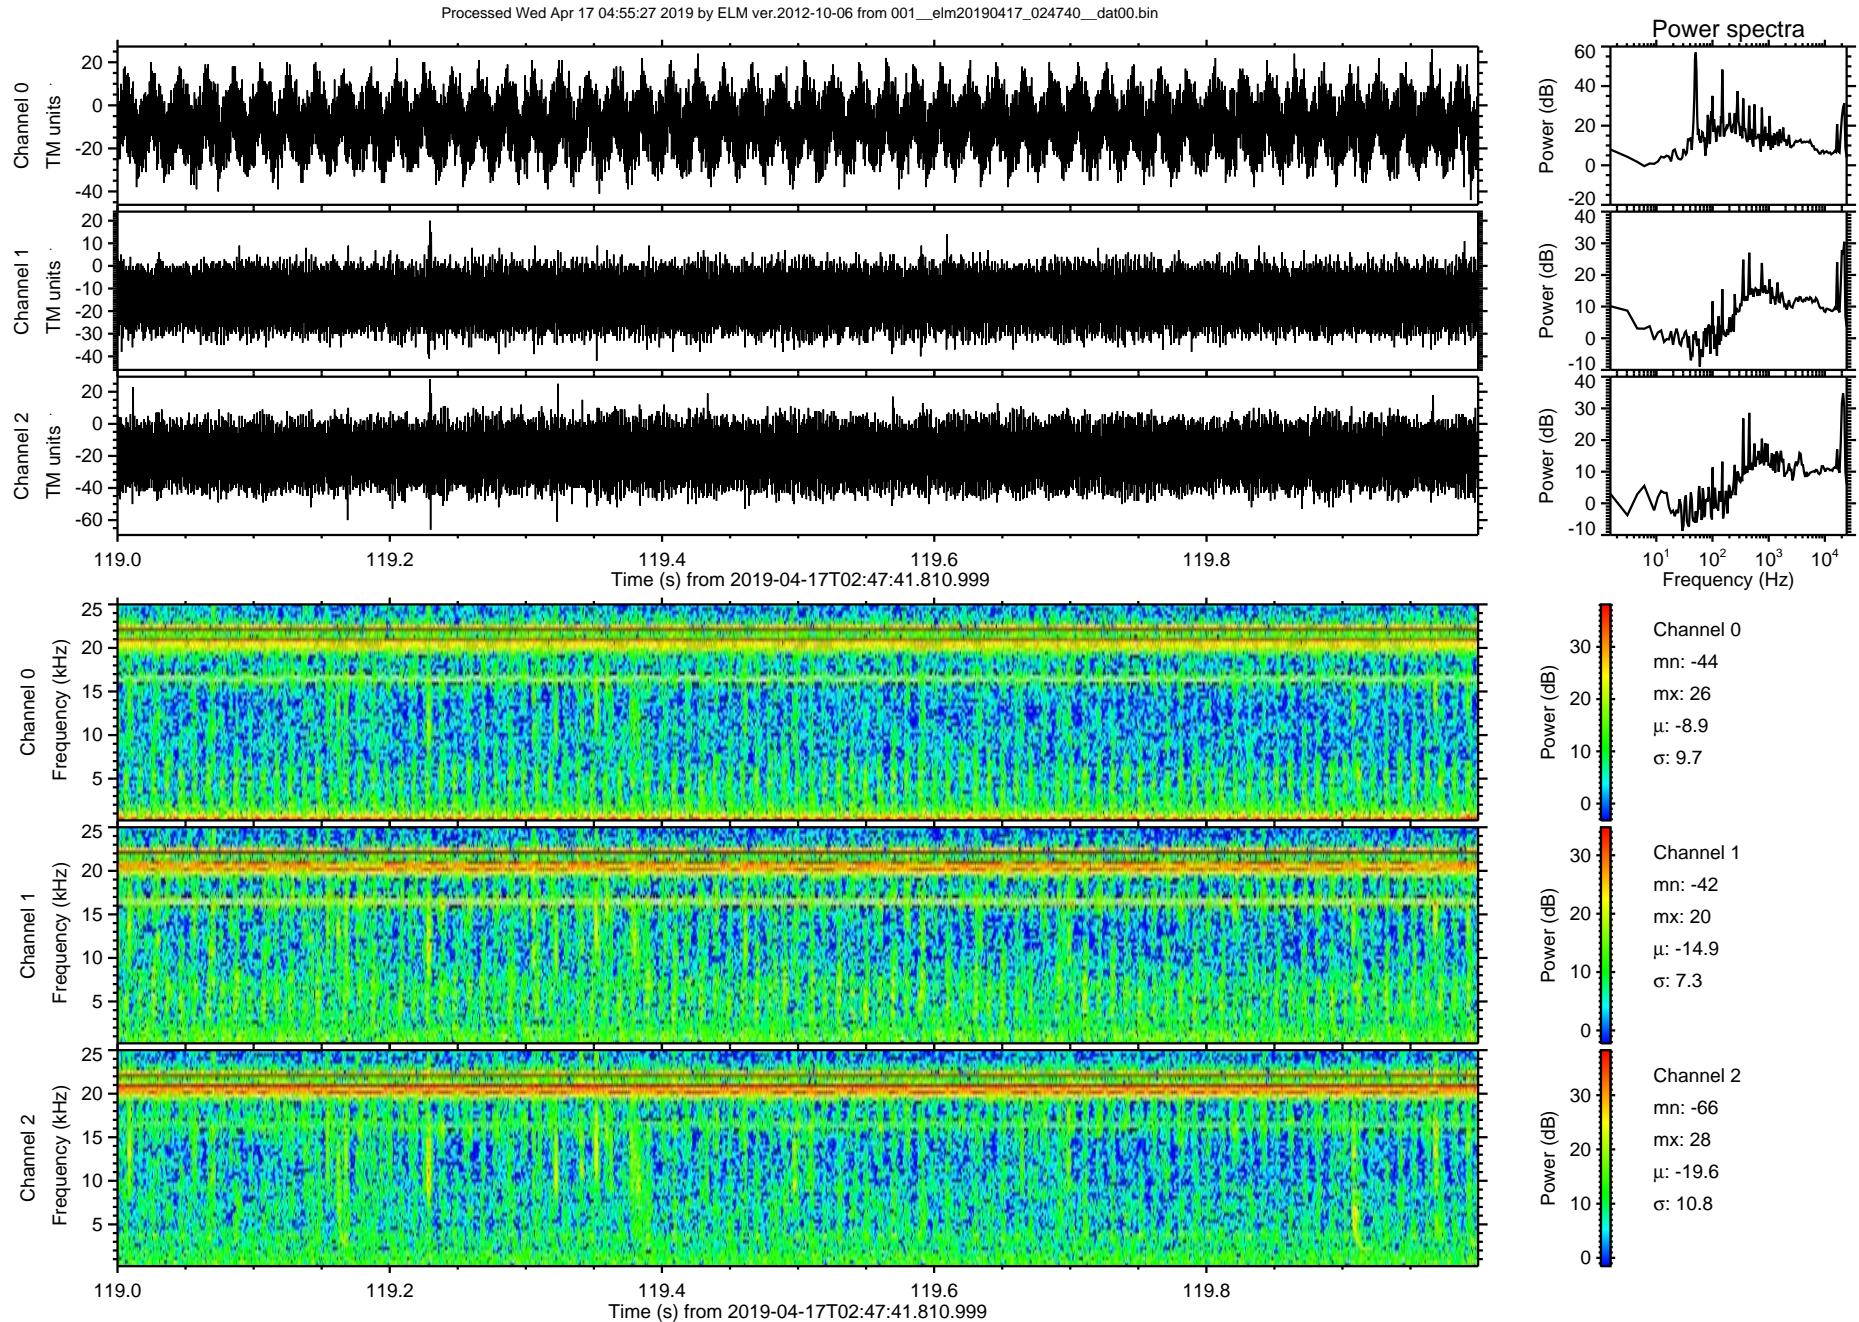 Processed Wed Apr 17 04:55:27 2019 by ELM ver.2012-10-06 from 001__elm20190417_024740__dat00.bin
Power spectra
Channel 0
TM units
20
0
-20
-40
Power (dB)
60
40
20
0
-20
Channel 1
TM units
20
10
0
-10
-20
-30
-40
Power (dB)
40
30
20
10
0
-10
Channel 2
TM units
20
0
-20
-40
-60
Power (dB)
40
30
20
10
0
-10
119.0 119.2 119.4 119.6 119.8
Time (s) from 2019-04-17T02:47:41.810.999
10¹ 10² 10³ 10⁴
Frequency (Hz)
Channel 0
Frequency (kHz)
25
20
15
10
5
Power (dB)
30
20
10
0
Channel 0
mn: -44
mx: 26
µ: -8.9
σ: 9.7
Channel 1
Frequency (kHz)
25
20
15
10
5
Power (dB)
30
20
10
0
Channel 1
mn: -42
mx: 20
µ: -14.9
σ: 7.3
Channel 2
Frequency (kHz)
25
20
15
10
5
Power (dB)
30
20
10
0
Channel 2
mn: -66
mx: 28
µ: -19.6
σ: 10.8
119.0 119.2 119.4 119.6 119.8
Time (s) from 2019-04-17T02:47:41.810.999